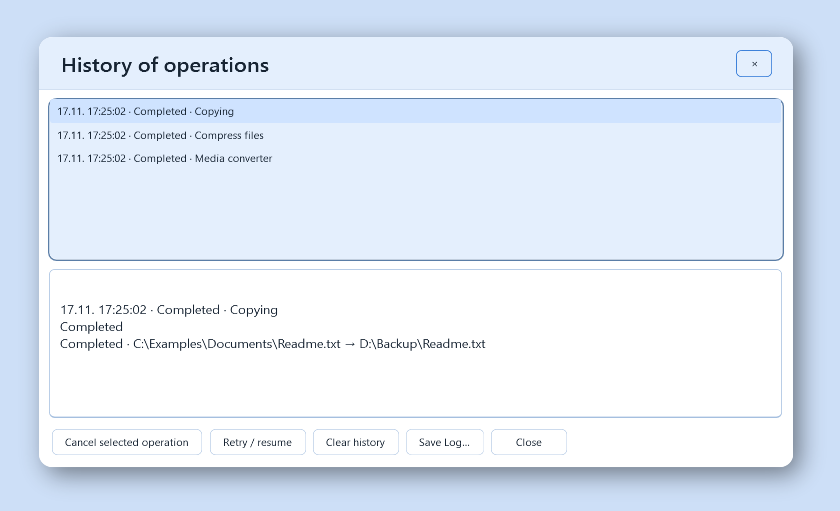 History of operations
×
17.11. 17:25:02 · Completed · Copying
17.11. 17:25:02 · Completed · Compress files
17.11. 17:25:02 · Completed · Media converter
17.11. 17:25:02 · Completed · Copying
Completed
Completed · C:\Examples\Documents\Readme.txt → D:\Backup\Readme.txt
Cancel selected operation
Retry / resume
Clear history
Save Log...
Close